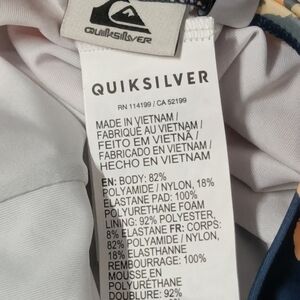 QUIKSILVER
QUIKSILVER
RN 114199 / CA 52199
MADE IN VIETNAM /
FABRIQUÉ AU VIETNAM /
FEITO EM VIETNÃ /
FABRICADO EN VIETNAM /
HECHO EN VIETNAM
EN: BODY: 82%
POLYAMIDE / NYLON, 18%
ELASTANE PAD: 100%
POLYURETHANE FOAM
LINING: 92% POLYESTER,
8% ELASTANE FR: CORPS:
82% POLYAMIDE / NYLON,
18% ELASTHANNE
REMBOURRAGE: 100%
MOUSSE EN
POLYURÉTHANE
DOUBLURE: 92%